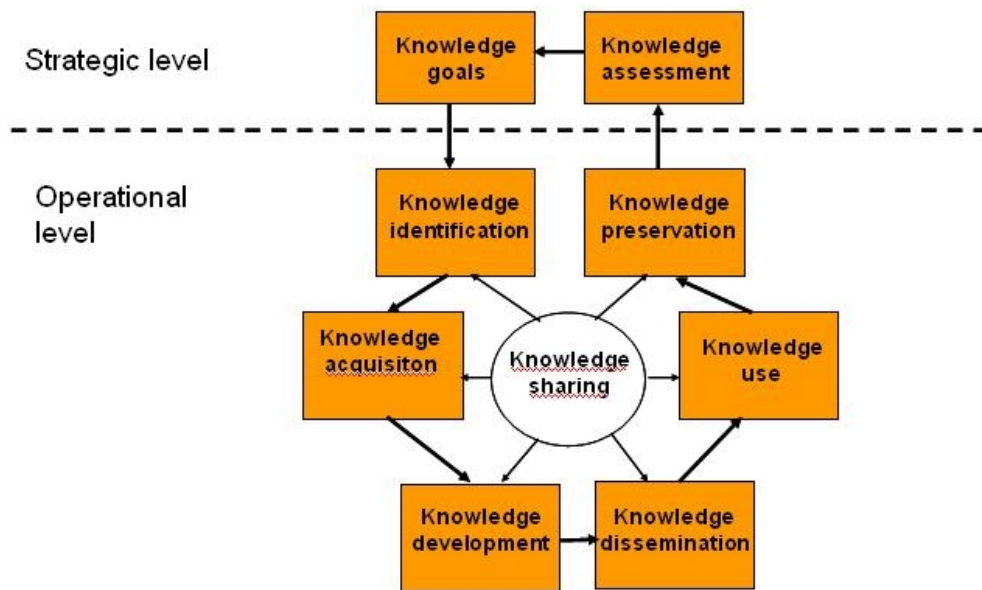 Strategic level
Knowledge
goals
Knowledge
assessment
Operational
level
Knowledge
identification
Knowledge
preservation
Knowledge
acquisiton
Knowledge
sharing
Knowledge
use
Knowledge
development
Knowledge
dissemination